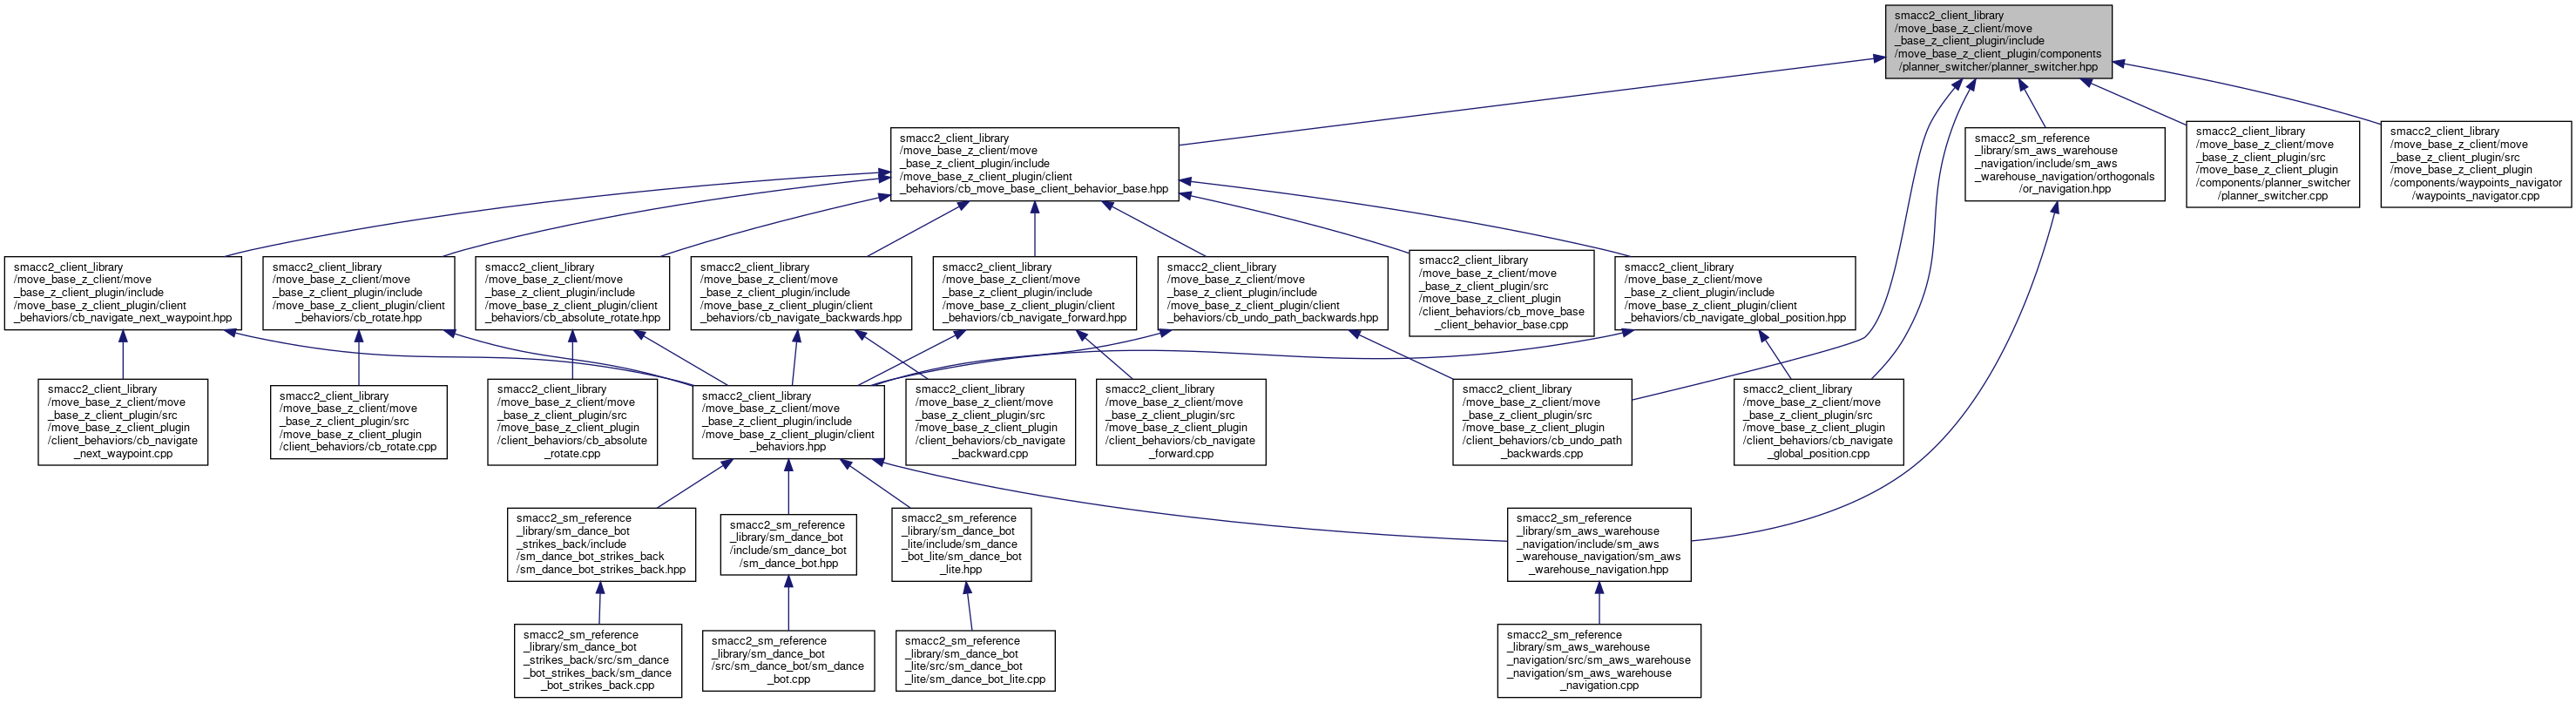 smacc2_client_library
/move_base_z_client/move
_base_z_client_plugin/include
/move_base_z_client_plugin/components
/planner_switcher/planner_switcher.hpp
smacc2_client_library
/move_base_z_client/move
_base_z_client_plugin/include
/move_base_z_client_plugin/client
_behaviors/cb_move_base_client_behavior_base.hpp
smacc2_sm_reference
_library/sm_aws_warehouse
_navigation/include/sm_aws
_warehouse_navigation/orthogonals
/or_navigation.hpp
smacc2_client_library
/move_base_z_client/move
_base_z_client_plugin/src
/move_base_z_client_plugin
/components/planner_switcher
/planner_switcher.cpp
smacc2_client_library
/move_base_z_client/move
_base_z_client_plugin/src
/move_base_z_client_plugin
/components/waypoints_navigator
/waypoints_navigator.cpp
smacc2_client_library
/move_base_z_client/move
_base_z_client_plugin/include
/move_base_z_client_plugin/client
_behaviors/cb_navigate_next_waypoint.hpp
smacc2_client_library
/move_base_z_client/move
_base_z_client_plugin/include
/move_base_z_client_plugin/client
_behaviors/cb_rotate.hpp
smacc2_client_library
/move_base_z_client/move
_base_z_client_plugin/include
/move_base_z_client_plugin/client
_behaviors/cb_absolute_rotate.hpp
smacc2_client_library
/move_base_z_client/move
_base_z_client_plugin/include
/move_base_z_client_plugin/client
_behaviors/cb_navigate_backwards.hpp
smacc2_client_library
/move_base_z_client/move
_base_z_client_plugin/include
/move_base_z_client_plugin/client
_behaviors/cb_navigate_forward.hpp
smacc2_client_library
/move_base_z_client/move
_base_z_client_plugin/include
/move_base_z_client_plugin/client
_behaviors/cb_undo_path_backwards.hpp
smacc2_client_library
/move_base_z_client/move
_base_z_client_plugin/src
/move_base_z_client_plugin
/client_behaviors/cb_move_base
_client_behavior_base.cpp
smacc2_client_library
/move_base_z_client/move
_base_z_client_plugin/include
/move_base_z_client_plugin/client
_behaviors/cb_navigate_global_position.hpp
smacc2_client_library
/move_base_z_client/move
_base_z_client_plugin/src
/move_base_z_client_plugin
/client_behaviors/cb_navigate
_next_waypoint.cpp
smacc2_client_library
/move_base_z_client/move
_base_z_client_plugin/src
/move_base_z_client_plugin
/client_behaviors/cb_rotate.cpp
smacc2_client_library
/move_base_z_client/move
_base_z_client_plugin/src
/move_base_z_client_plugin
/client_behaviors/cb_absolute
_rotate.cpp
smacc2_client_library
/move_base_z_client/move
_base_z_client_plugin/include
/move_base_z_client_plugin/client
_behaviors.hpp
smacc2_client_library
/move_base_z_client/move
_base_z_client_plugin/src
/move_base_z_client_plugin
/client_behaviors/cb_navigate
_backward.cpp
smacc2_client_library
/move_base_z_client/move
_base_z_client_plugin/src
/move_base_z_client_plugin
/client_behaviors/cb_navigate
_forward.cpp
smacc2_client_library
/move_base_z_client/move
_base_z_client_plugin/src
/move_base_z_client_plugin
/client_behaviors/cb_undo_path
_backwards.cpp
smacc2_client_library
/move_base_z_client/move
_base_z_client_plugin/src
/move_base_z_client_plugin
/client_behaviors/cb_navigate
_global_position.cpp
smacc2_sm_reference
_library/sm_dance_bot
_strikes_back/include
/sm_dance_bot_strikes_back
/sm_dance_bot_strikes_back.hpp
smacc2_sm_reference
_library/sm_dance_bot
/include/sm_dance_bot
/sm_dance_bot.hpp
smacc2_sm_reference
_library/sm_dance_bot
_lite/include/sm_dance
_bot_lite/sm_dance_bot
_lite.hpp
smacc2_sm_reference
_library/sm_aws_warehouse
_navigation/include/sm_aws
_warehouse_navigation/sm_aws
_warehouse_navigation.hpp
smacc2_sm_reference
_library/sm_dance_bot
_strikes_back/src/sm_dance
_bot_strikes_back/sm_dance
_bot_strikes_back.cpp
smacc2_sm_reference
_library/sm_dance_bot
/src/sm_dance_bot/sm_dance
_bot.cpp
smacc2_sm_reference
_library/sm_dance_bot
_lite/src/sm_dance_bot
_lite/sm_dance_bot_lite.cpp
smacc2_sm_reference
_library/sm_aws_warehouse
_navigation/src/sm_aws_warehouse
_navigation/sm_aws_warehouse
_navigation.cpp